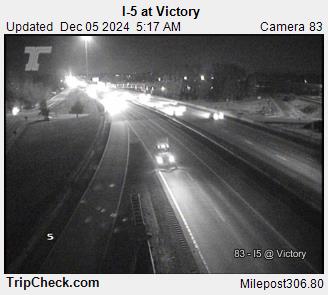 I-5 at Victory
Updated  Dec 05 2024  5:17 AM
Camera 83
T
S
83 - I5 @ Victory
TripCheck.com
Milepost306.80